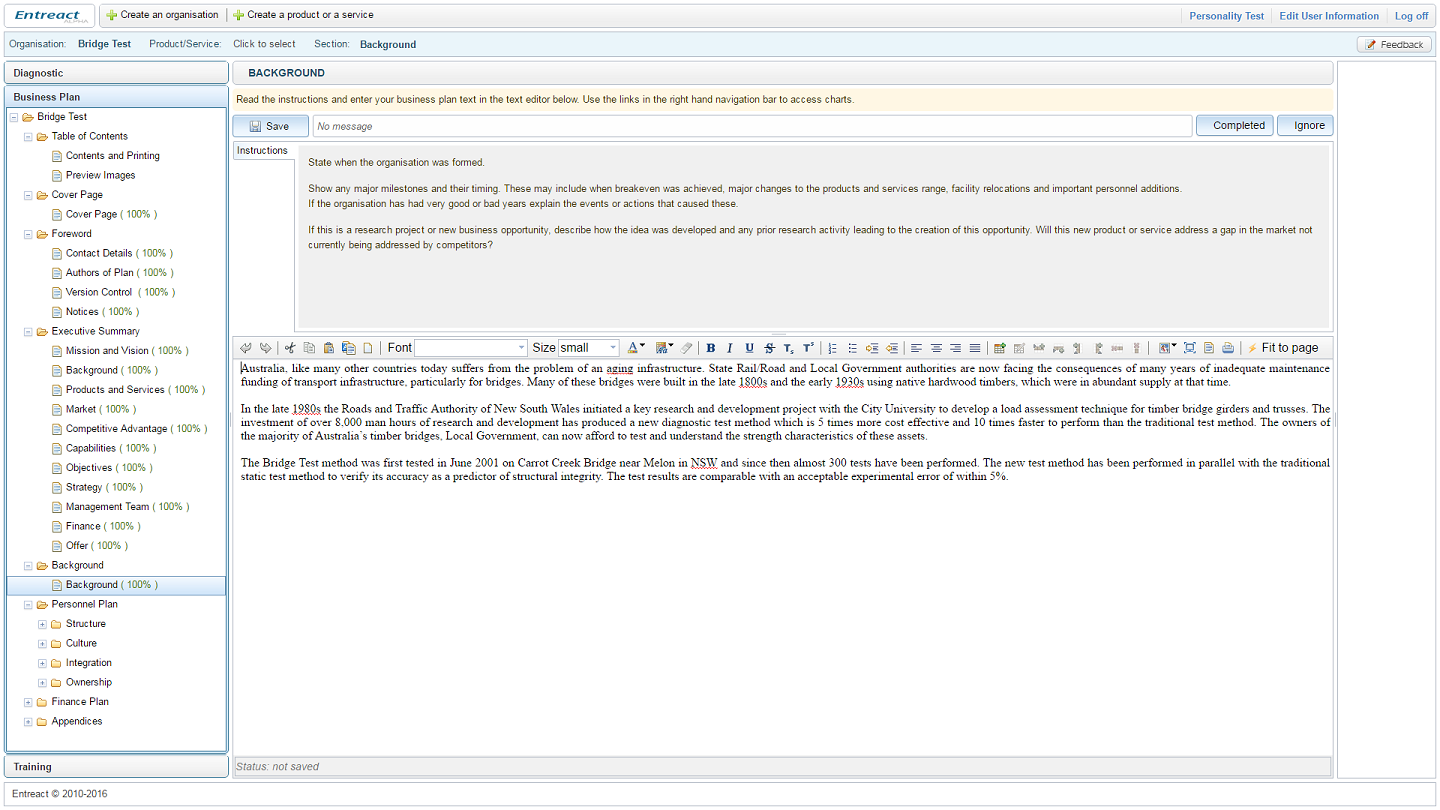 Entreact ALPHA
Create an organisation
Create a product or a service
Personality Test
Edit User Information
Log off
Organisation: Bridge Test Product/Service: Click to select Section: Background
Feedback
Diagnostic
Business Plan
Bridge Test
Table of Contents
Contents and Printing
Preview Images
Cover Page
Cover Page ( 100% )
Foreword
Contact Details ( 100% )
Authors of Plan ( 100% )
Version Control ( 100% )
Notices ( 100% )
Executive Summary
Mission and Vision ( 100% )
Background ( 100% )
Products and Services ( 100% )
Market ( 100% )
Competitive Advantage ( 100% )
Capabilities ( 100% )
Objectives ( 100% )
Strategy ( 100% )
Management Team ( 100% )
Finance ( 100% )
Offer ( 100% )
Background
Background ( 100% )
Personnel Plan
Structure
Culture
Integration
Ownership
Finance Plan
Appendices
Training
BACKGROUND
Read the instructions and enter your business plan text in the text editor below. Use the links in the right hand navigation bar to access charts.
Save
No message
Completed
Ignore
Instructions
State when the organisation was formed.
Show any major milestones and their timing. These may include when breakeven was achieved, major changes to the products and services range, facility relocations and important personnel additions.
If the organisation has had very good or bad years explain the events or actions that caused these.
If this is a research project or new business opportunity, describe how the idea was developed and any prior research activity leading to the creation of this opportunity. Will this new product or service address a gap in the market not
currently being addressed by competitors?
Font Size small A B I U S Ts Ts Fit to page
Australia, like many other countries today suffers from the problem of an aging infrastructure. State Rail/Road and Local Government authorities are now facing the consequences of many years of inadequate maintenance
funding of transport infrastructure, particularly for bridges. Many of these bridges were built in the late 1800s and the early 1930s using native hardwood timbers, which were in abundant supply at that time.
In the late 1980s the Roads and Traffic Authority of New South Wales initiated a key research and development project with the City University to develop a load assessment technique for timber bridge girders and trusses. The
investment of over 8,000 man hours of research and development has produced a new diagnostic test method which is 5 times more cost effective and 10 times faster to perform than the traditional test method. The owners of
the majority of Australia's timber bridges, Local Government, can now afford to test and understand the strength characteristics of these assets.
The Bridge Test method was first tested in June 2001 on Carrot Creek Bridge near Melon in NSW and since then almost 300 tests have been performed. The new test method has been performed in parallel with the traditional
static test method to verify its accuracy as a predictor of structural integrity. The test results are comparable with an acceptable experimental error of within 5%.
Status: not saved
Entreact © 2010-2016